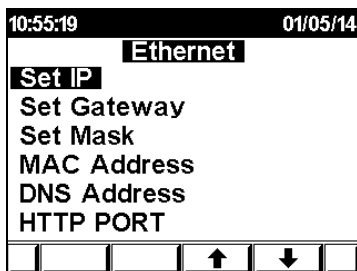 10:55:19 01/05/14
Ethernet
Set IP
Set Gateway
Set Mask
MAC Address
DNS Address
HTTP PORT